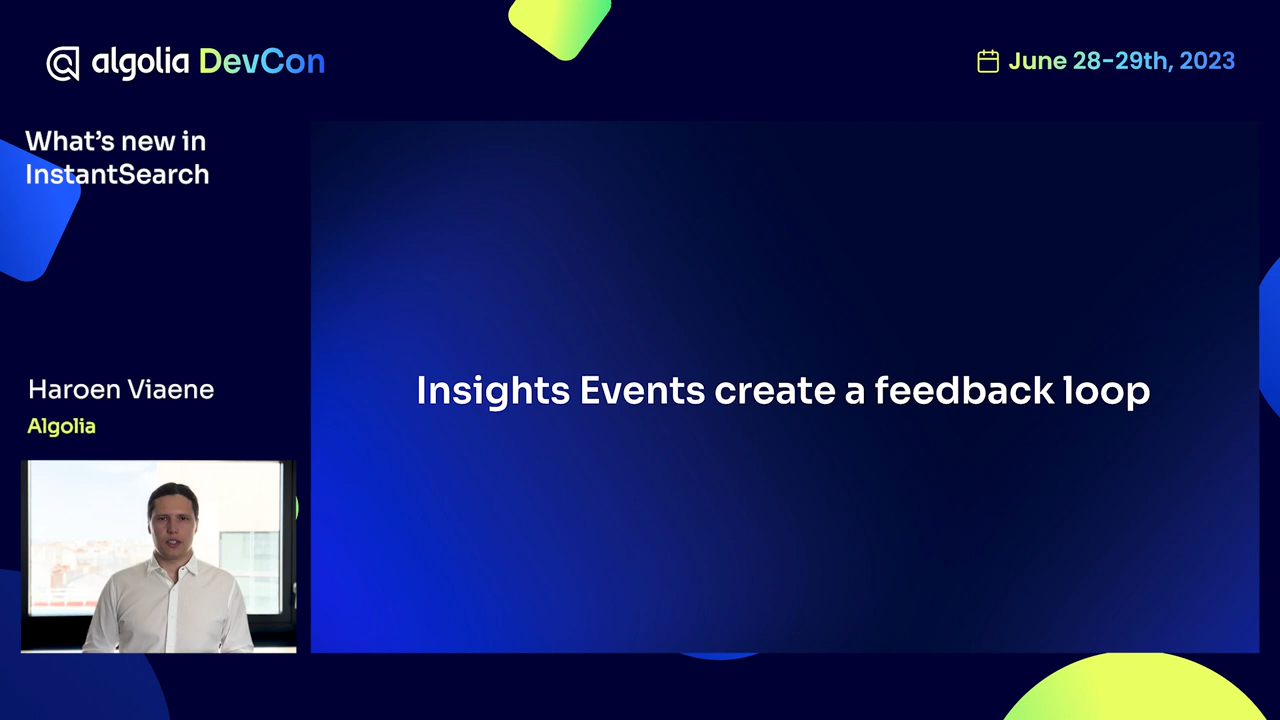 algolia DevCon
June 28-29th, 2023
What's new in
InstantSearch
Haroen Viaene
Algolia
Insights Events create a feedback loop